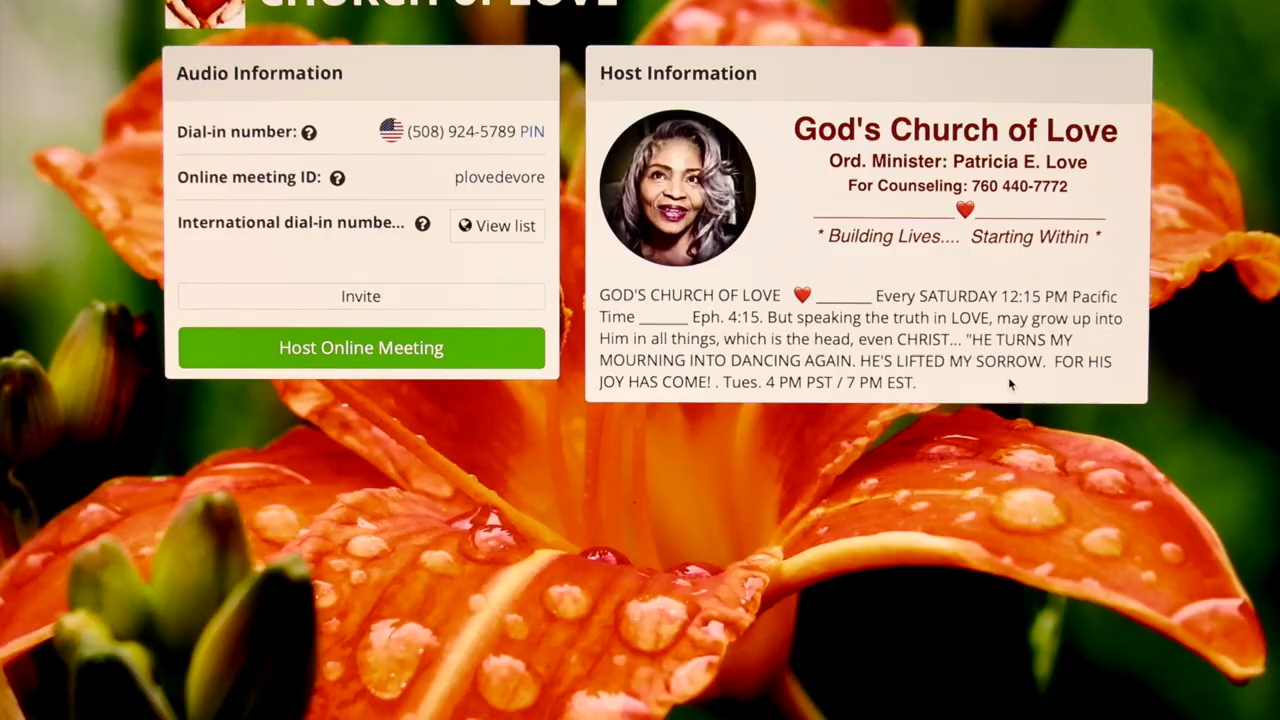 CHURCH of LOVE
Audio Information
Dial-in number: (508) 924-5789 PIN
Online meeting ID: plovedevore
International dial-in numbe... View list
Invite
Host Online Meeting
Host Information
God's Church of Love
Ord. Minister: Patricia E. Love
For Counseling: 760 440-7772
* Building Lives.... Starting Within *
GOD'S CHURCH OF LOVE ❤️ _______ Every SATURDAY 12:15 PM Pacific
Time ______ Eph. 4:15. But speaking the truth in LOVE, may grow up into
Him in all things, which is the head, even CHRIST... "HE TURNS MY
MOURNING INTO DANCING AGAIN. HE'S LIFTED MY SORROW. FOR HIS
JOY HAS COME! . Tues. 4 PM PST / 7 PM EST.